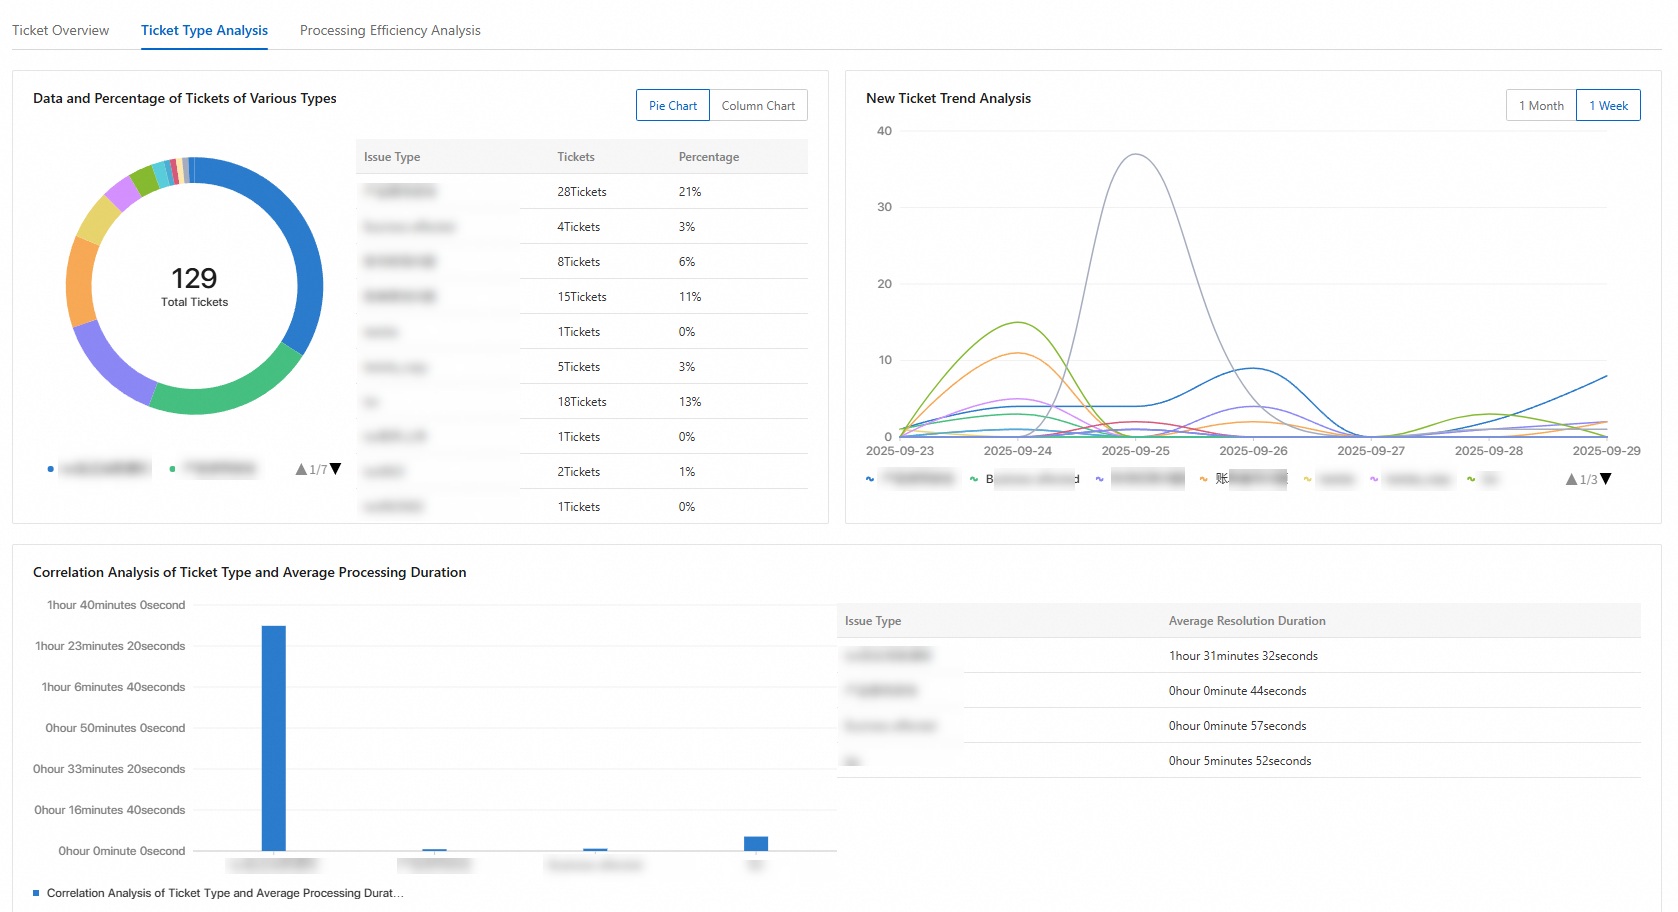 Ticket Overview
Ticket Type Analysis
Processing Efficiency Analysis
Data and Percentage of Tickets of Various Types
Pie Chart
Column Chart
129
Total Tickets
1/7
Issue Type Tickets Percentage
28Tickets 21%
4Tickets 3%
8Tickets 6%
15Tickets 11%
1Tickets 0%
5Tickets 3%
18Tickets 13%
1Tickets 0%
2Tickets 1%
1Tickets 0%
New Ticket Trend Analysis
1 Month
1 Week
40
30
20
10
0
2025-09-23 2025-09-24 2025-09-25 2025-09-26 2025-09-27 2025-09-28 2025-09-29
1/3
Correlation Analysis of Ticket Type and Average Processing Duration
1hour 40minutes 0second
1hour 23minutes 20seconds
1hour 6minutes 40seconds
0hour 50minutes 0second
0hour 33minutes 20seconds
0hour 16minutes 40seconds
0hour 0minute 0second
Correlation Analysis of Ticket Type and Average Processing Durat...
Issue Type Average Resolution Duration
1hour 31minutes 32seconds
0hour 0minute 44seconds
0hour 0minute 57seconds
0hour 5minutes 52seconds